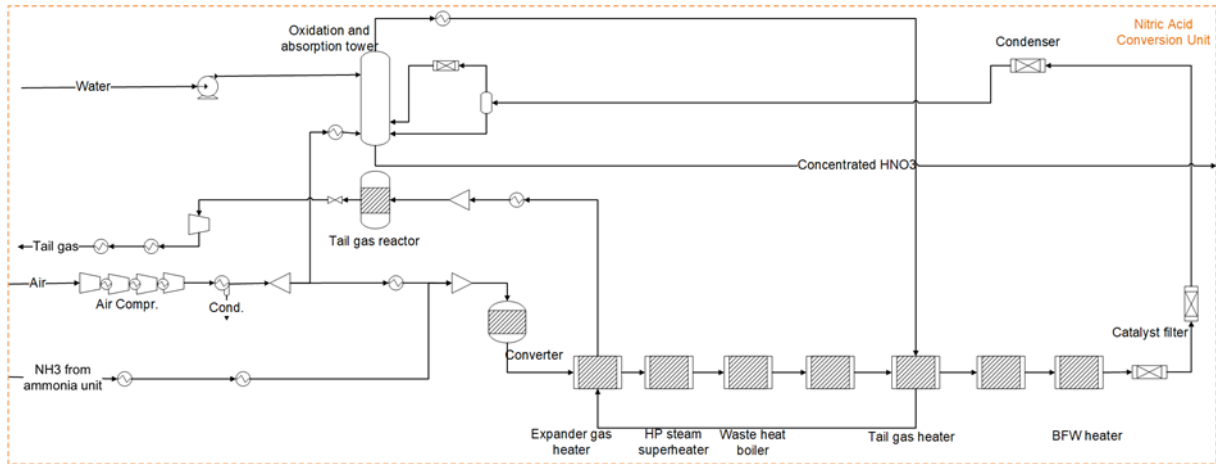 Oxidation and
absorption tower
Nitric Acid
Conversion Unit
Condenser
Water
Concentrated HNO3
Tail gas reactor
Tail gas
Air
Air Compr.
Cond.
Catalyst filter
Converter
NH3 from
ammonia unit
Expander gas
heater
HP steam
superheater
Waste heat
boiler
Tail gas heater
BFW heater